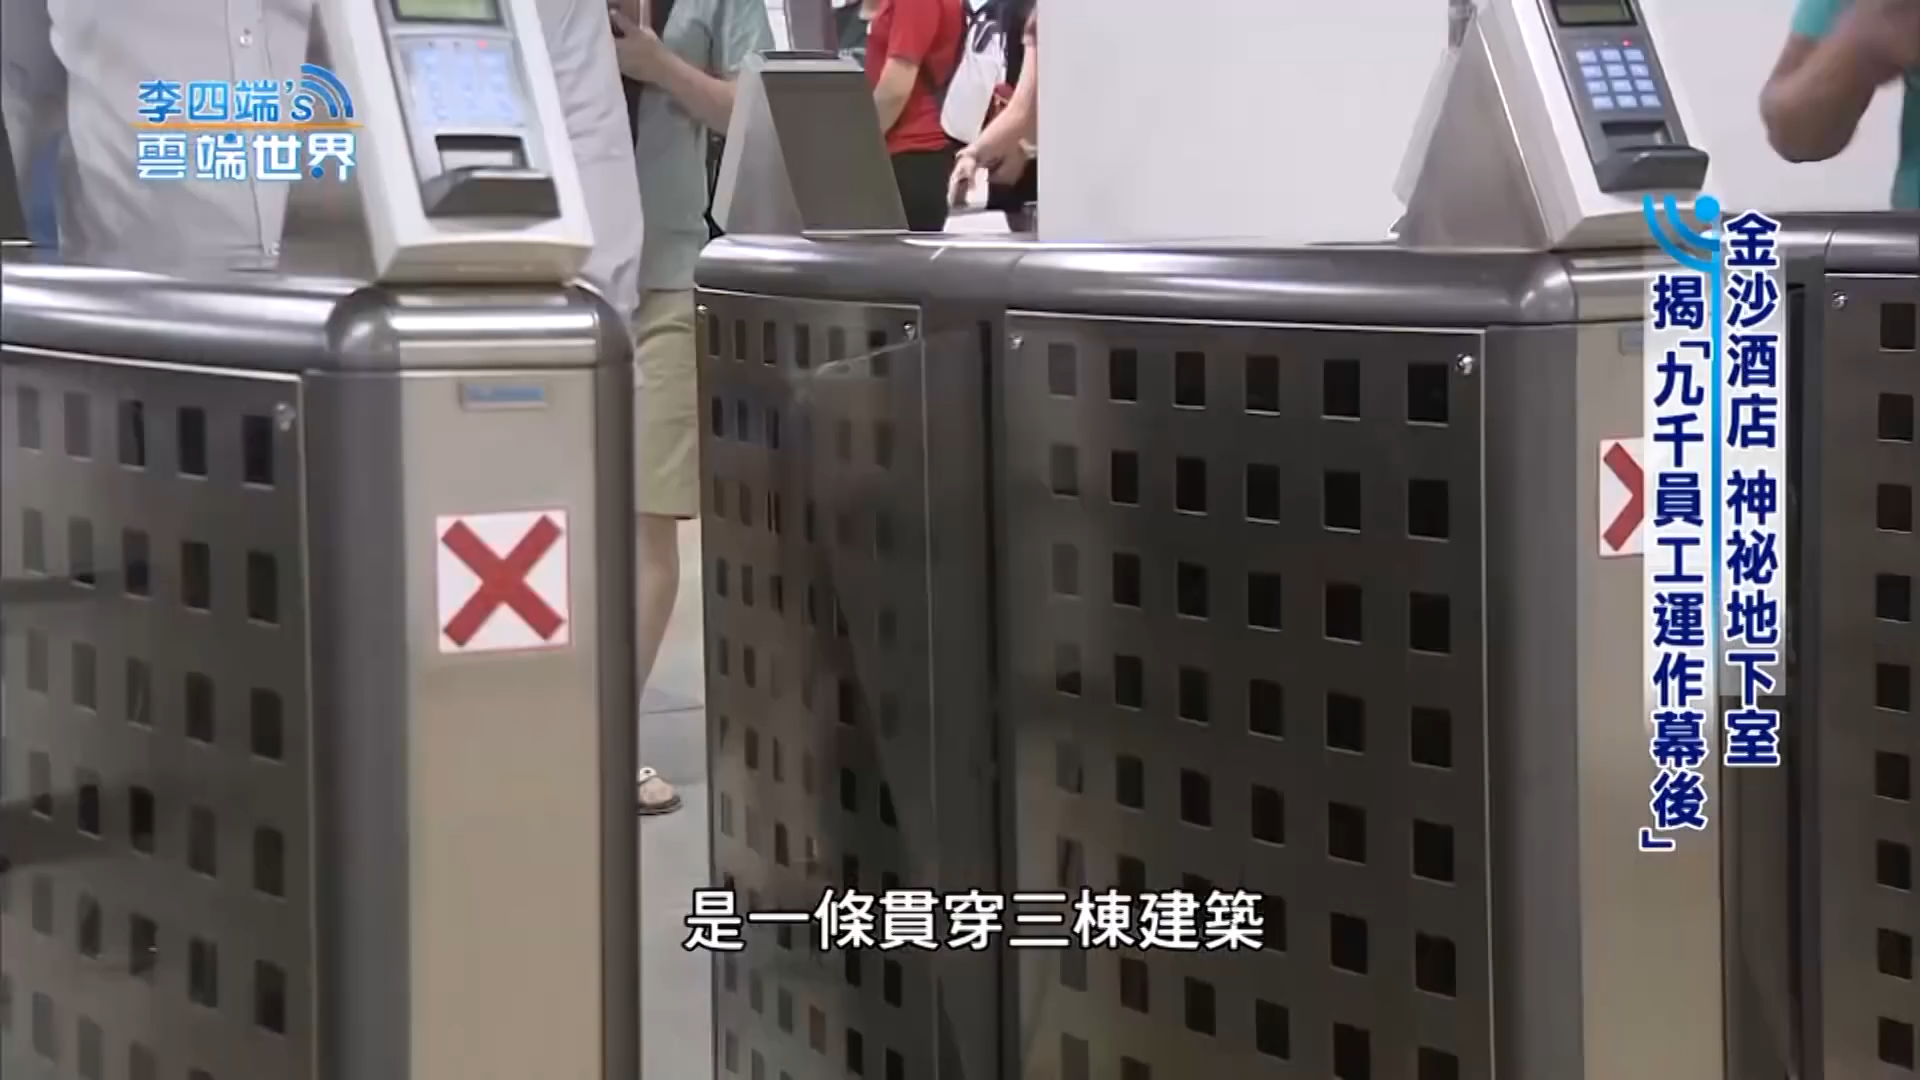 李四端's
雲端世界
金沙酒店 神祕地下室
揭「九千員工運作幕後」
是一條貫穿三棟建築